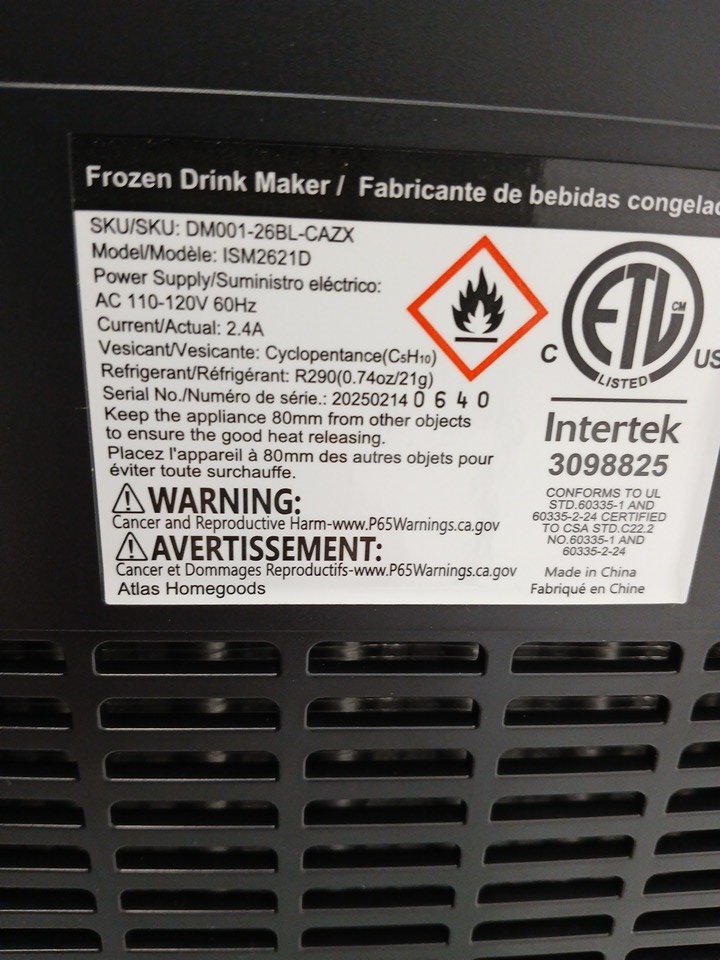 Frozen Drink Maker / Fabricante de bebidas congelad
SKU/SKU: DM001-26BL-CAZX
Model/Modèle: ISM2621D
Power Supply/Suministro eléctrico:
AC 110-120V 60Hz
Current/Actual: 2.4A
Vesicant/Vesicante: Cyclopentance(C₅H₁₀)
Refrigerant/Réfrigérant: R290(0.74oz/21g)
Serial No./Numéro de série.: 20250214 0640
Keep the appliance 80mm from other objects
to ensure the good heat releasing.
Placez l'appareil à 80mm des autres objets pour
éviter toute surchauffe.
WARNING:
Cancer and Reproductive Harm-www.P65Warnings.ca.gov
AVERTISSEMENT:
Cancer et Dommages Reproductifs-www.P65Warnings.ca.gov
Atlas Homegoods
ETL CM
C US
LISTED
Intertek
3098825
CONFORMS TO UL
STD.60335-1 AND
60335-2-24 CERTIFIED
TO CSA STD.C22.2
NO.60335-1 AND
60335-2-24
Made in China
Fabriqué en Chine